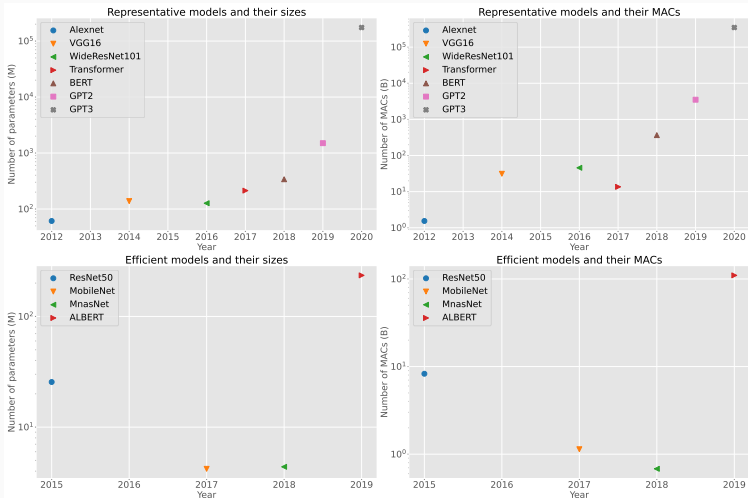 Representative models and their sizes
Number of parameters (M)
10^5
10^4
10^3
10^2
Alexnet
VGG16
WideResNet101
Transformer
BERT
GPT2
GPT3
2012 2013 2014 2015 2016 2017 2018 2019 2020
Year
Representative models and their MACs
Number of MACs (B)
10^5
10^4
10^3
10^2
10^1
10^0
Alexnet
VGG16
WideResNet101
Transformer
BERT
GPT2
GPT3
2012 2013 2014 2015 2016 2017 2018 2019 2020
Year
Efficient models and their sizes
Number of parameters (M)
10^2
10^1
ResNet50
MobileNet
MnasNet
ALBERT
2015 2016 2017 2018 2019
Year
Efficient models and their MACs
Number of MACs (B)
10^2
10^1
10^0
ResNet50
MobileNet
MnasNet
ALBERT
2015 2016 2017 2018 2019
Year